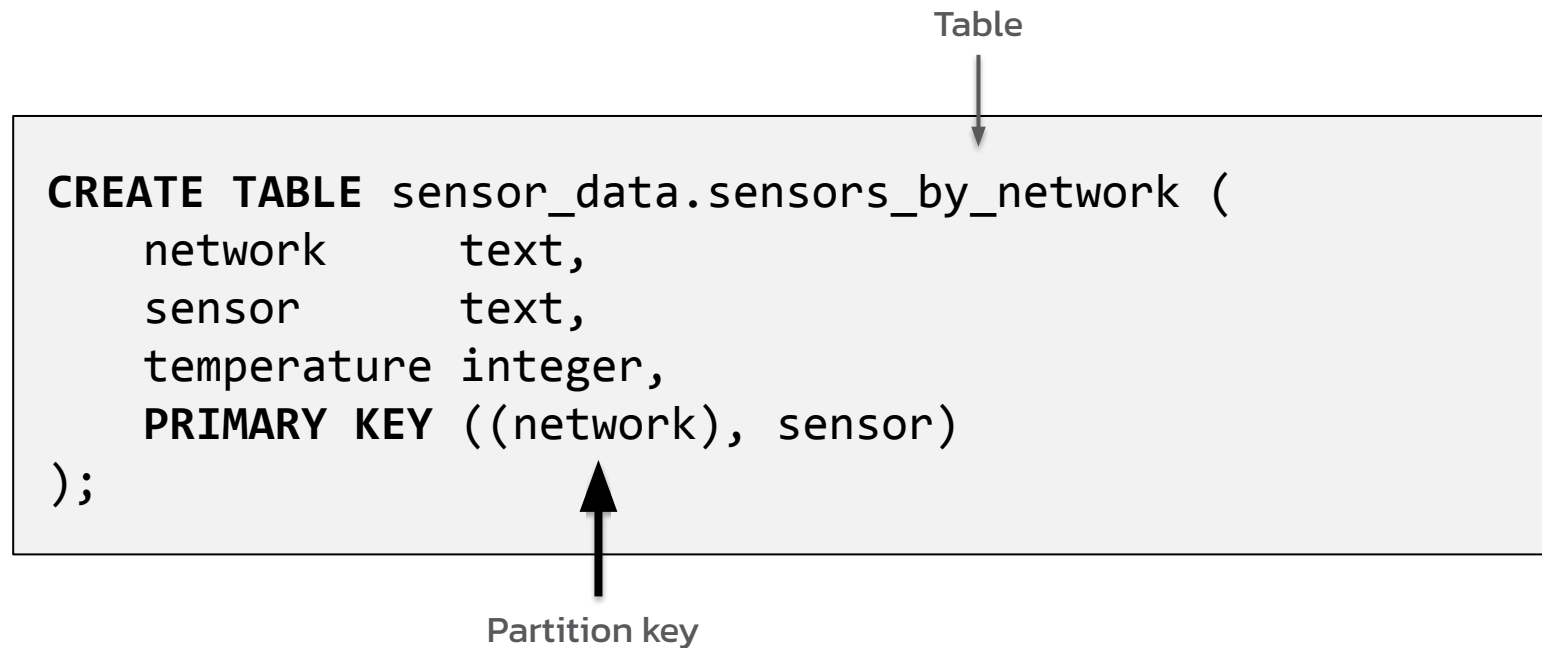 Table
CREATE TABLE sensor_data.sensors_by_network (
    network     text,
    sensor      text,
    temperature integer,
    PRIMARY KEY ((network), sensor)
);
Partition key